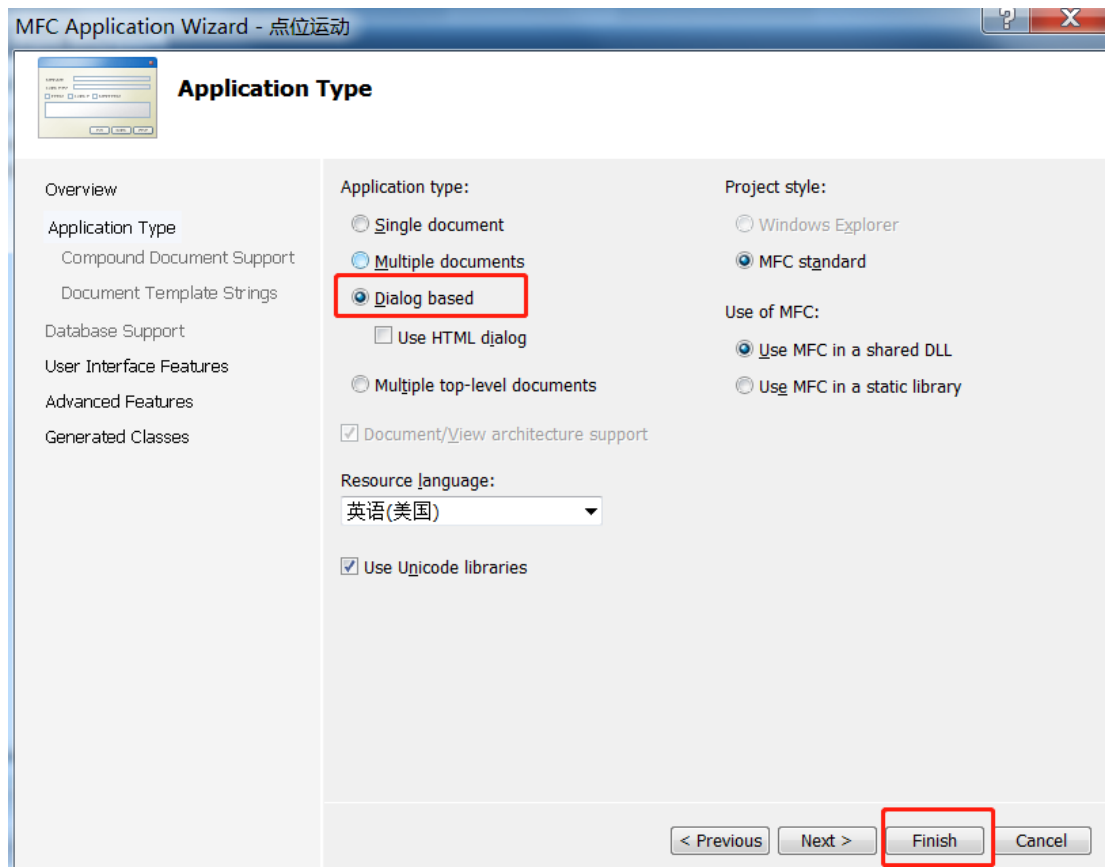 MFC Application Wizard - 点位运动
Application Type
Overview
Application Type
Compound Document Support
Document Template Strings
Database Support
User Interface Features
Advanced Features
Generated Classes
Application type:
Single document
Multiple documents
Dialog based
Use HTML dialog
Multiple top-level documents
Document/View architecture support
Resource language:
英语(美国)
Use Unicode libraries
Project style:
Windows Explorer
MFC standard
Use of MFC:
Use MFC in a shared DLL
Use MFC in a static library
< Previous
Next >
Finish
Cancel